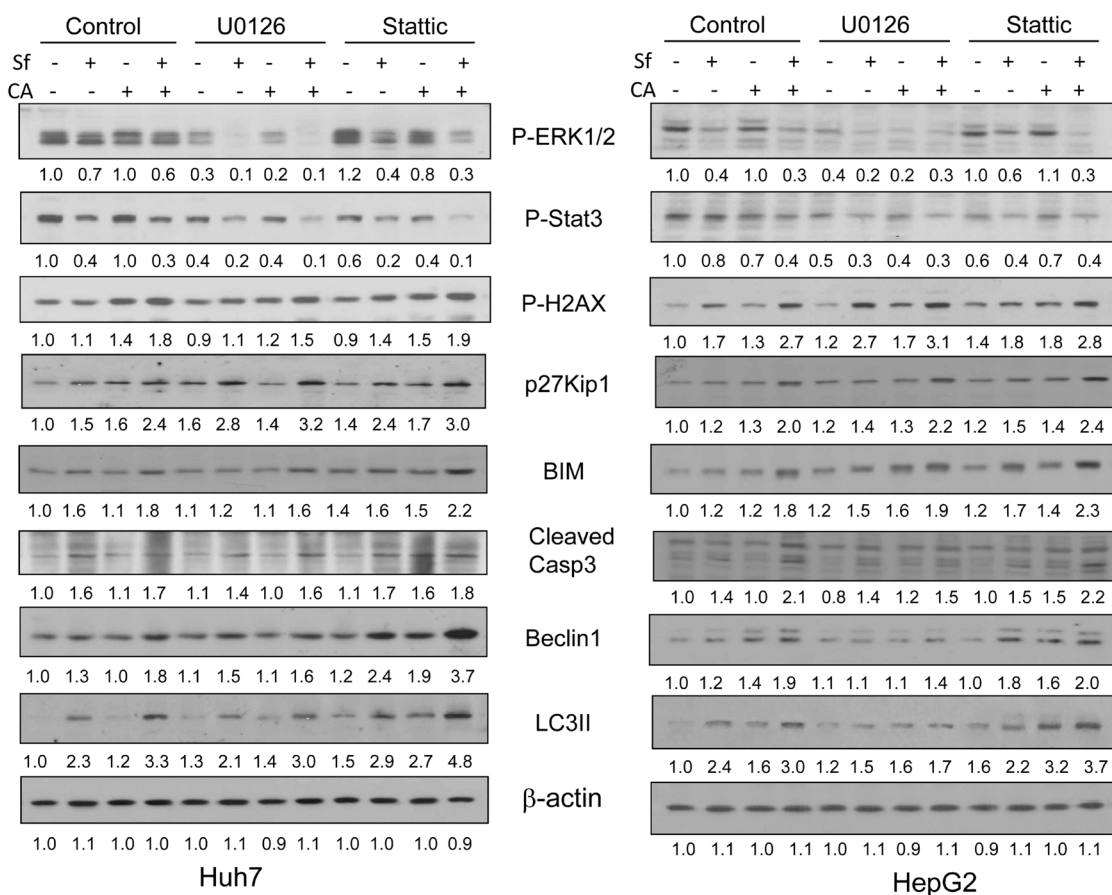 Control U0126 Stattic
Sf - + - + - + - + - + - +
CA - - + + - - + + - - + +
P-ERK1/2
1.0 0.7 1.0 0.6 0.3 0.1 0.2 0.1 1.2 0.4 0.8 0.3
P-Stat3
1.0 0.4 1.0 0.3 0.4 0.2 0.4 0.1 0.6 0.2 0.4 0.1
P-H2AX
1.0 1.1 1.4 1.8 0.9 1.1 1.2 1.5 0.9 1.4 1.5 1.9
p27Kip1
1.0 1.5 1.6 2.4 1.6 2.8 1.4 3.2 1.4 2.4 1.7 3.0
BIM
1.0 1.6 1.1 1.8 1.1 1.2 1.1 1.6 1.4 1.6 1.5 2.2
Cleaved
Casp3
1.0 1.6 1.1 1.7 1.1 1.4 1.0 1.6 1.1 1.7 1.6 1.8
Beclin1
1.0 1.3 1.0 1.8 1.1 1.5 1.1 1.6 1.2 2.4 1.9 3.7
LC3II
1.0 2.3 1.2 3.3 1.3 2.1 1.4 3.0 1.5 2.9 2.7 4.8
β-actin
1.0 1.1 1.0 1.0 1.0 1.1 0.9 1.1 1.0 1.0 1.0 0.9
Huh7
Control U0126 Stattic
- + - + - + - + - + - +
- - + + - - + + - - + +
1.0 0.4 1.0 0.3 0.4 0.2 0.2 0.3 1.0 0.6 1.1 0.3
1.0 0.8 0.7 0.4 0.5 0.3 0.4 0.3 0.6 0.4 0.7 0.4
1.0 1.7 1.3 2.7 1.2 2.7 1.7 3.1 1.4 1.8 1.8 2.8
1.0 1.2 1.3 2.0 1.2 1.4 1.3 2.2 1.2 1.5 1.4 2.4
1.0 1.2 1.2 1.8 1.2 1.5 1.6 1.9 1.2 1.7 1.4 2.3
1.0 1.4 1.0 2.1 0.8 1.4 1.2 1.5 1.0 1.5 1.5 2.2
1.0 1.2 1.4 1.9 1.1 1.1 1.1 1.4 1.0 1.8 1.6 2.0
1.0 2.4 1.6 3.0 1.2 1.5 1.6 1.7 1.6 2.2 3.2 3.7
1.0 1.1 1.0 1.1 1.0 1.1 0.9 1.1 0.9 1.1 1.0 1.1
HepG2